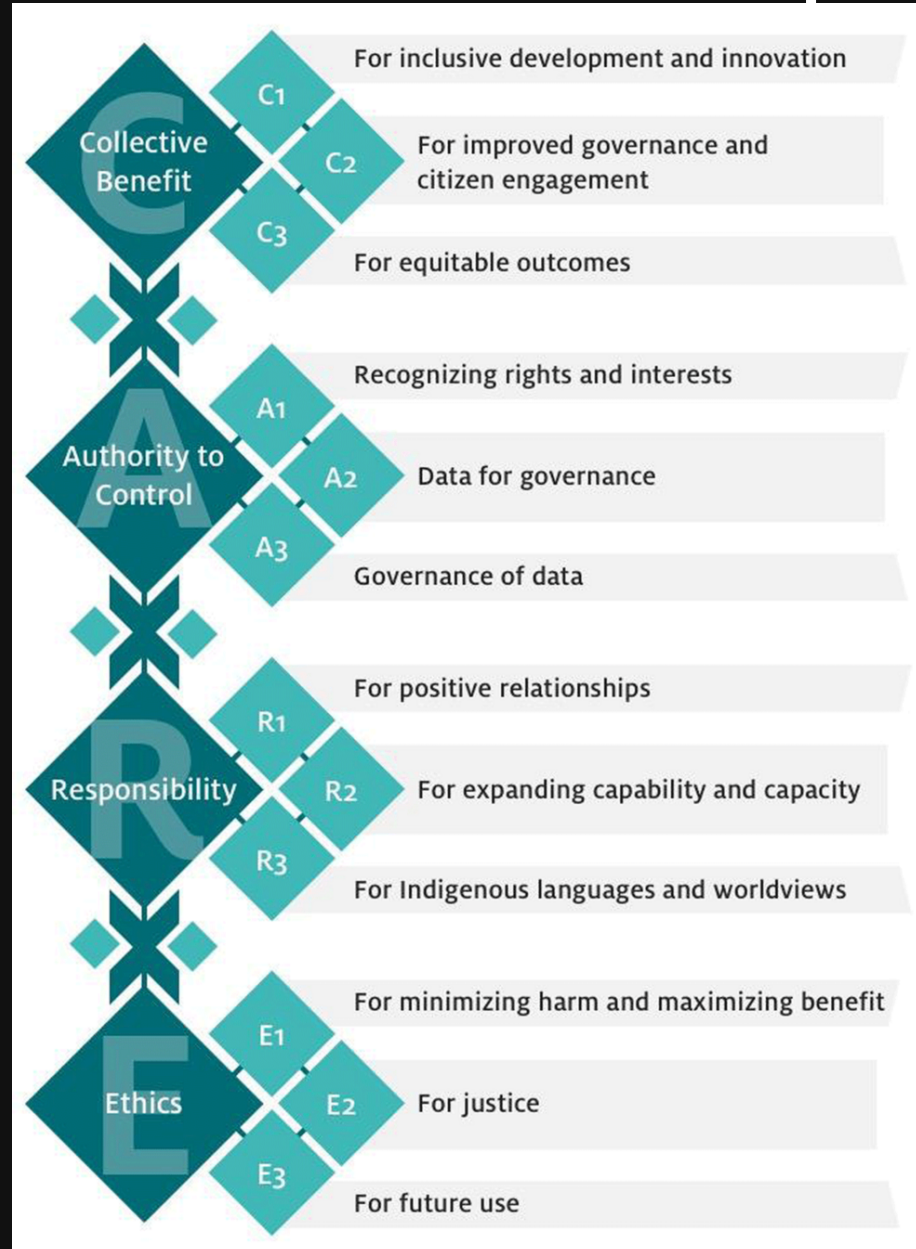 C
Collective
Benefit
C1
For inclusive development and innovation
C2
For improved governance and
citizen engagement
C3
For equitable outcomes
A
Authority to
Control
A1
Recognizing rights and interests
A2
Data for governance
A3
Governance of data
R
Responsibility
R1
For positive relationships
R2
For expanding capability and capacity
R3
For Indigenous languages and worldviews
E
Ethics
E1
For minimizing harm and maximizing benefit
E2
For justice
E3
For future use